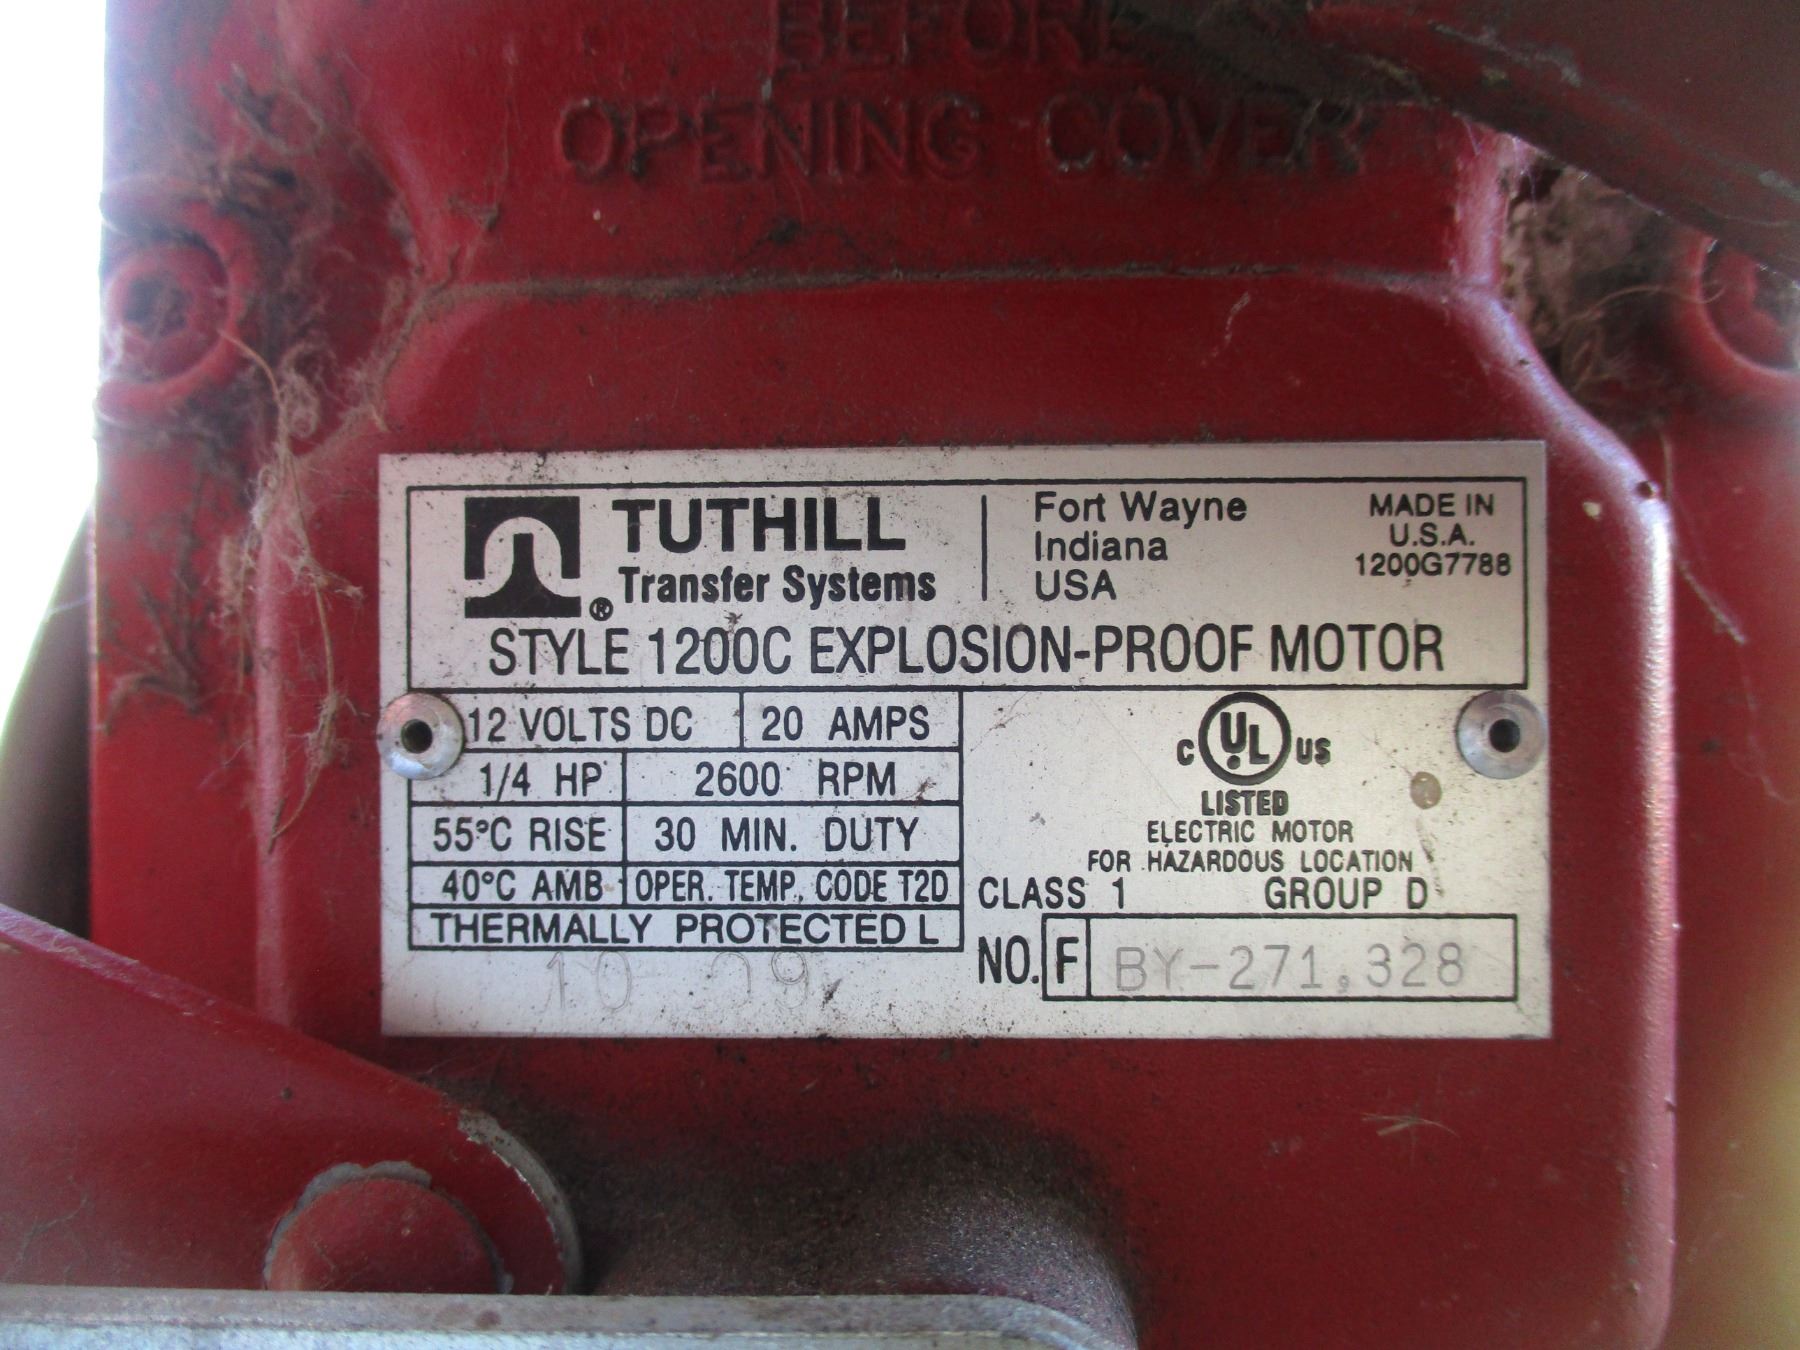 BEFORE
OPENING COVER
TUTHILL
Transfer Systems
®
Fort Wayne
Indiana
USA
MADE IN
U.S.A.
1200G7788
STYLE 1200C EXPLOSION-PROOF MOTOR
12 VOLTS DC 20 AMPS
1/4 HP 2600 RPM
55°C RISE 30 MIN. DUTY
40°C AMB. OPER. TEMP. CODE T2D
THERMALLY PROTECTED L
C UL US
LISTED
ELECTRIC MOTOR
FOR HAZARDOUS LOCATION
CLASS 1 GROUP D
NO. F BY-271,328
10